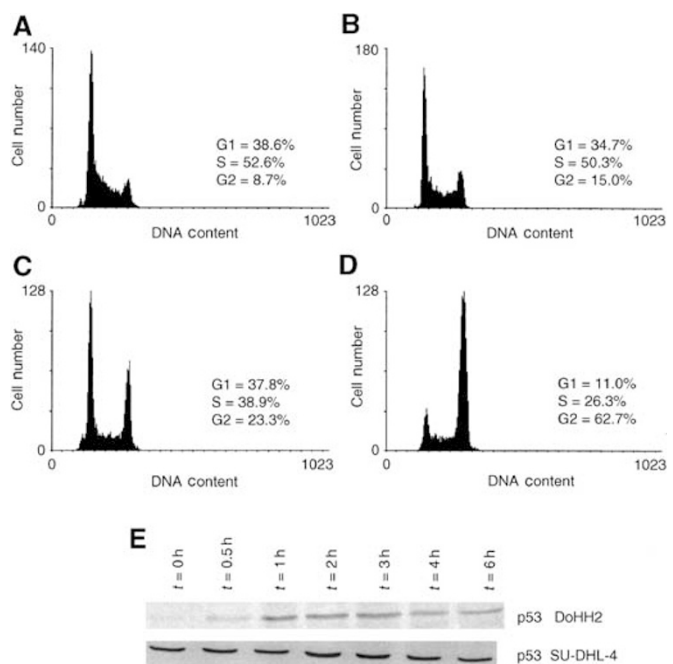 A
140
Cell number
G1 = 38.6%
S = 52.6%
G2 = 8.7%
0
0
1023
DNA content
B
180
Cell number
G1 = 34.7%
S = 50.3%
G2 = 15.0%
0
0
1023
DNA content
C
128
Cell number
G1 = 37.8%
S = 38.9%
G2 = 23.3%
0
0
1023
DNA content
D
128
Cell number
G1 = 11.0%
S = 26.3%
G2 = 62.7%
0
0
1023
DNA content
E
t = 0 h
t = 0.5 h
t = 1 h
t = 2 h
t = 3 h
t = 4 h
t = 6 h
p53 DoHH2
p53 SU-DHL-4